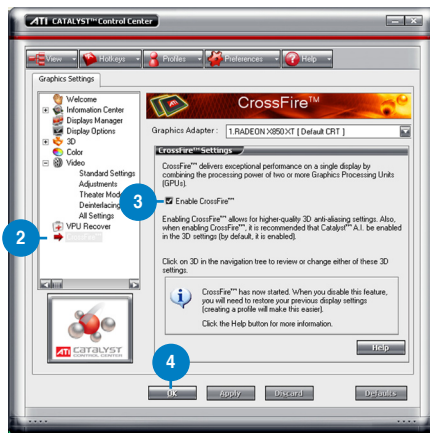 ATI CATALYST™ Control Center
View
Hotkeys
Profiles
Preferences
Help
Graphics Settings
Welcome
Information Center
Displays Manager
Display Options
3D
Color
Video
Standard Settings
Adjustments
Theater Mode
Deinterlacing
All Settings
VPU Recover
CrossFire™
2
ATI CATALYST
CONTROL CENTER
CrossFire™
Graphics Adapter :
1.RADEON X850 XT [ Default CRT ]
CrossFire™ Settings
CrossFire™ delivers exceptional performance on a single display by
combining the processing power of two or more Graphics Processing Units
(GPUs).
3
Enable CrossFire™
Enabling CrossFire™ allows for higher-quality 3D anti-aliasing settings. Also,
when enabling CrossFire™, it is recommended that Catalyst™ A.I. be enabled
in the 3D settings (by default, it is enabled).
Click on 3D in the navigation tree to review or change either of these 3D
settings.
CrossFire™ has now started. When you disable this feature,
you will need to restore your previous display settings
(creating a profile will make this easier).
Click the Help button for more information.
Help
4
OK
Apply
Discard
Defaults